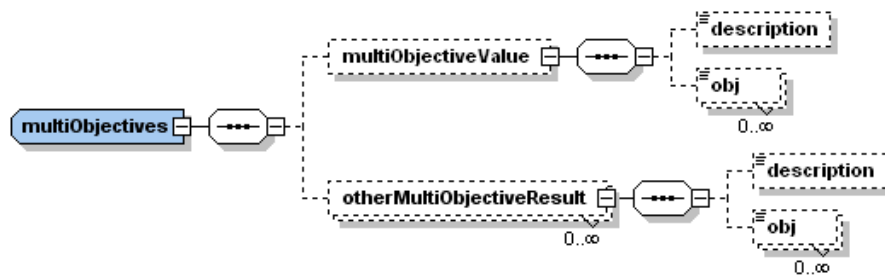 description
multiObjectiveValue
obj
0..∞
multiObjectives
description
otherMultiObjectiveResult
0..∞
obj
0..∞